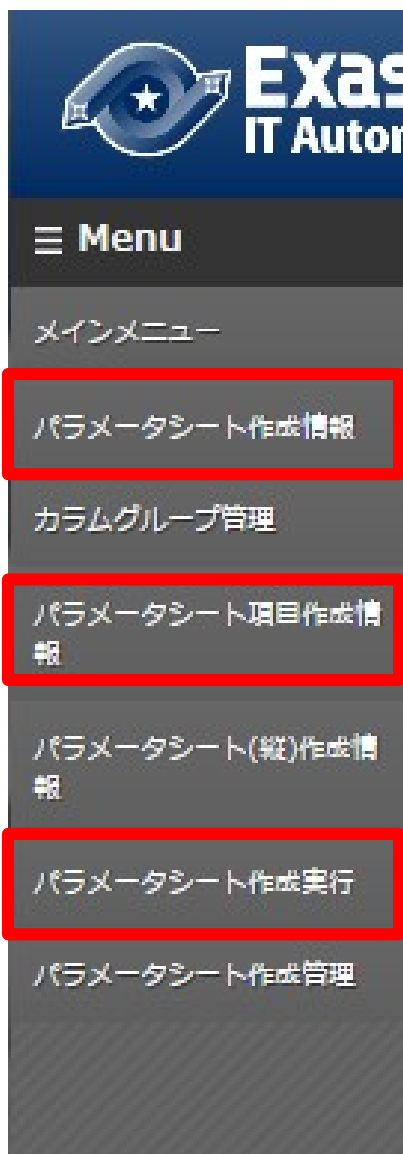 Exas
IT Autor
≡ Menu
メインメニュー
パラメータシート作成情報
カラムグループ管理
パラメータシート項目作成情
報
パラメータシート(縦)作成情
報
パラメータシート作成実行
パラメータシート作成管理